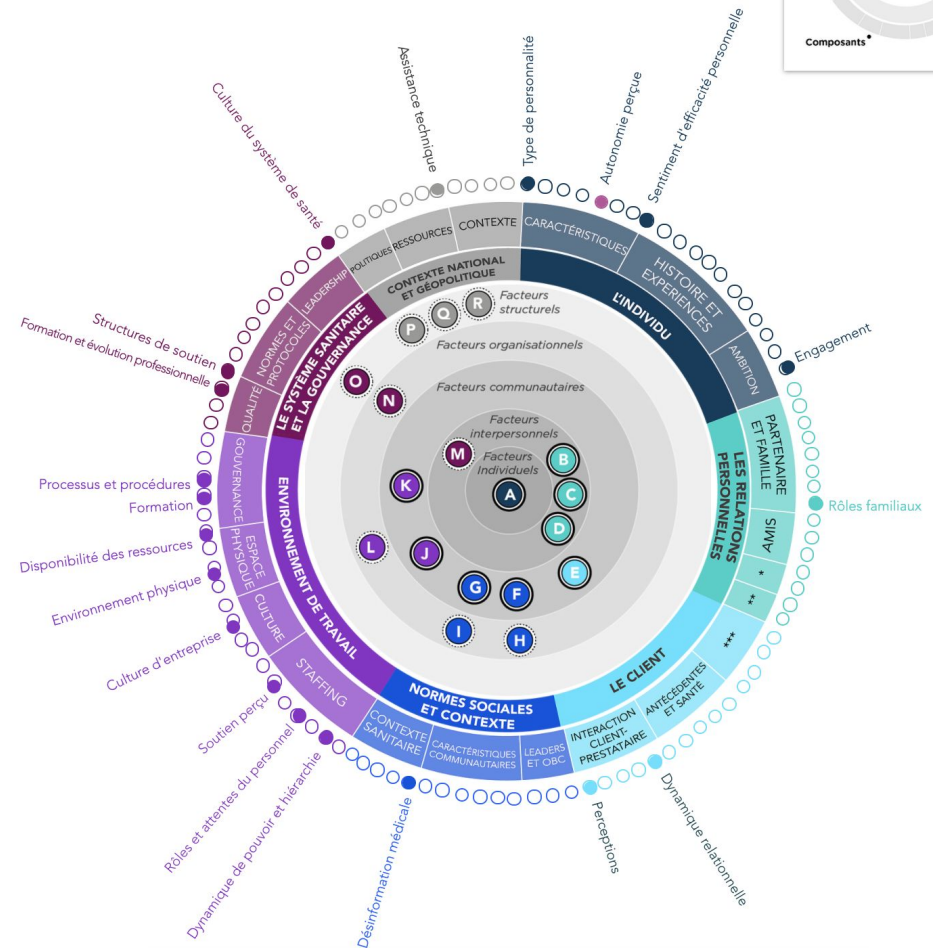 Composants
Culture du système de santé
Assistance technique
Type de personnalité
Autonomie perçue
Sentiment d'efficacité personnelle
Engagement
Rôles familiaux
Dynamique relationnelle
Perceptions
Désinformation médicale
Dynamique de pouvoir et hiérarchie
Rôles et attentes du personnel
Soutien perçu
Culture d'entreprise
Environnement physique
Disponibilité des ressources
Formation
Processus et procédures
Formation et évolution professionnelle
Structures de soutien
POLITIQUES
RESSOURCES
CONTEXTE
CARACTÉRISTIQUES
HISTOIRE ET
EXPERIENCES
AMBITION
PARTENAIRE
ET FAMILLE
AMIS
*
**
***
ANTÉCÉDENTES
ET SANTÉ
INTERACTION
CLIENT-
PRESTATAIRE
LEADERS
ET OBC
CARACTÉRISTIQUES
COMMUNAUTAIRES
CONTEXTE
SANITAIRE
STAFFING
CULTURE
ESPACE
PHYSIQUE
GOUVERNANCE
QUALITÉ
NORMES ET
PROTOCOLES
LEADERSHIP
CONTEXTE NATIONAL
ET GÉOPOLITIQUE
L'INDIVIDU
LES RELATIONS
PERSONNELLES
LE CLIENT
NORMES SOCIALES
ET CONTEXTE
ENVIRONNEMENT DE TRAVAIL
LE SYSTÈME SANITAIRE
ET LA GOUVERNANCE
Facteurs
structurels
Facteurs organisationnels
Facteurs communautaires
Facteurs
interpersonnels
Facteurs
Individuels
R
Q
P
O
N
M
B
K
A
C
D
L
J
E
G
F
I
H